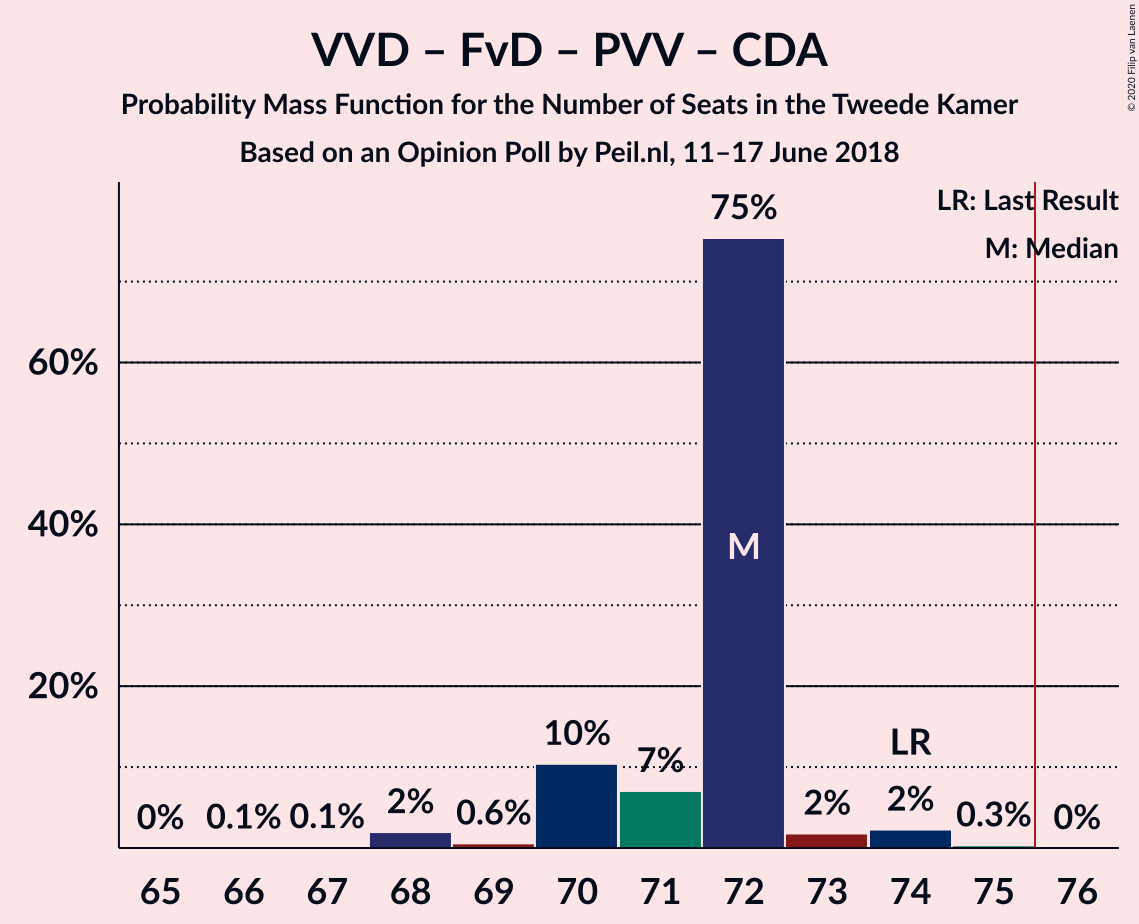 VVD – FvD – PVV – CDA
Probability Mass Function for the Number of Seats in the Tweede Kamer
Based on an Opinion Poll by Peil.nl, 11–17 June 2018
© 2020 Filip van Laenen
LR: Last Result
M: Median
75%
60%
40%
M
20%
10%
7%
LR
0%
0.1%
0.1%
2%
0.6%
2%
2%
0.3%
0%
65 66 67 68 69 70 71 72 73 74 75 76